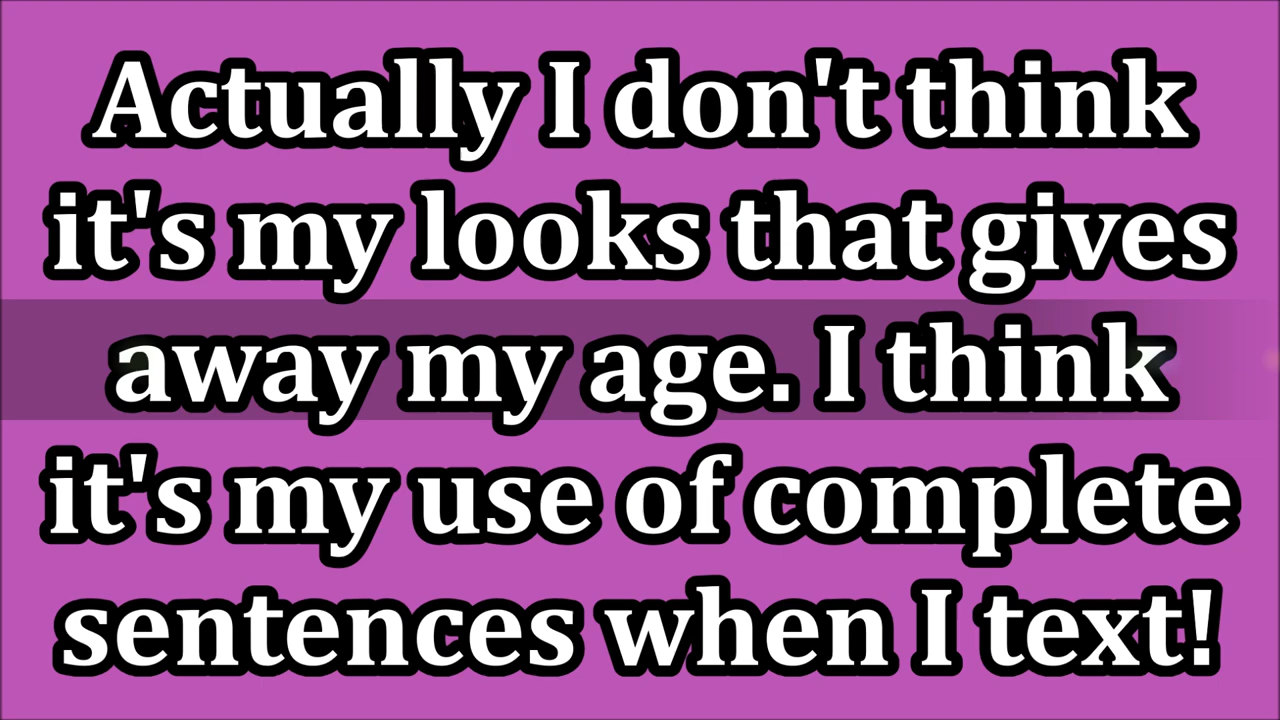 Actually I don't think
it's my looks that gives
away my age. I think
it's my use of complete
sentences when I text!